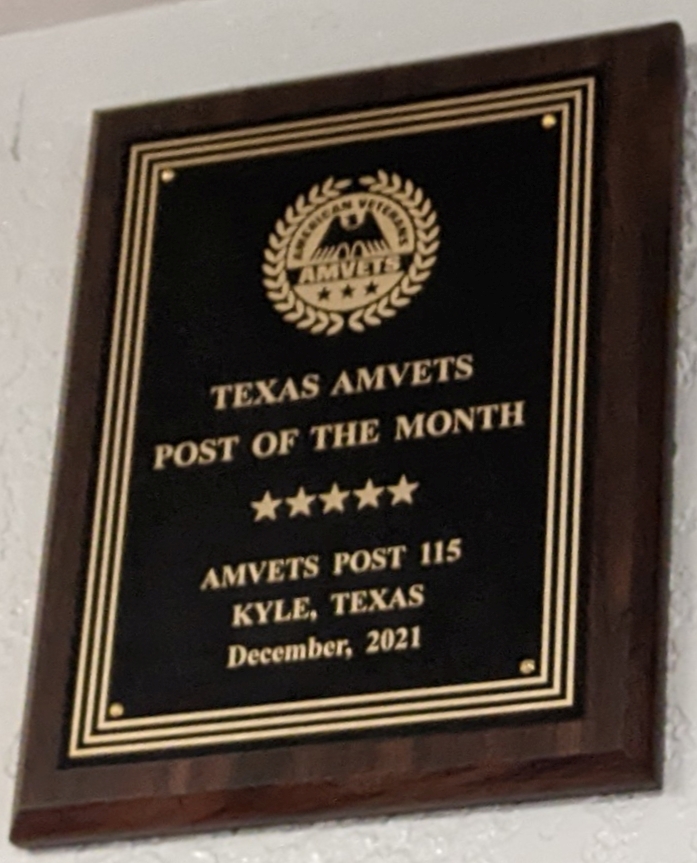 AMERICAN VETERANS
AMVETS
TEXAS AMVETS
POST OF THE MONTH
AMVETS POST 115
KYLE, TEXAS
December, 2021